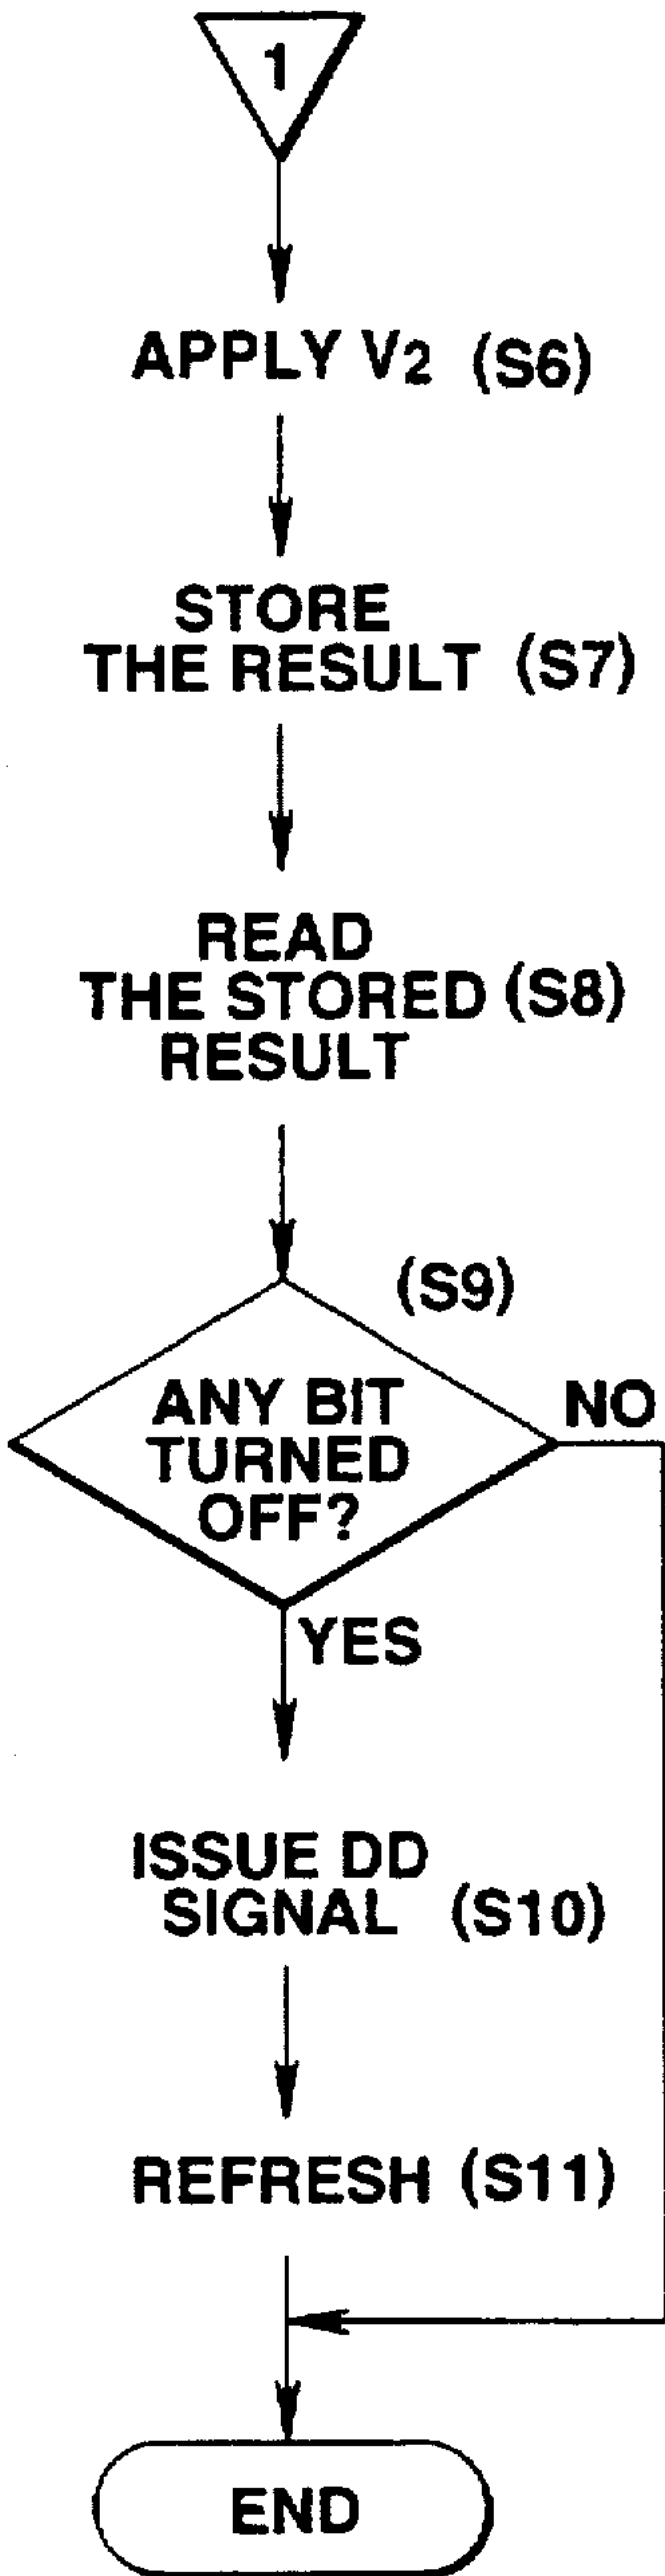 1
APPLY V2 (S6)
STORE
THE RESULT (S7)
READ
THE STORED (S8)
RESULT
(S9)
ANY BIT
TURNED
OFF?
NO
YES
ISSUE DD
SIGNAL (S10)
REFRESH (S11)
END